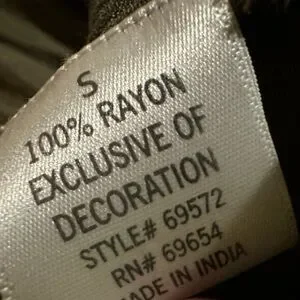 S
100% RAYON
EXCLUSIVE OF
DECORATION
STYLE# 69572
RN# 69654
MADE IN INDIA